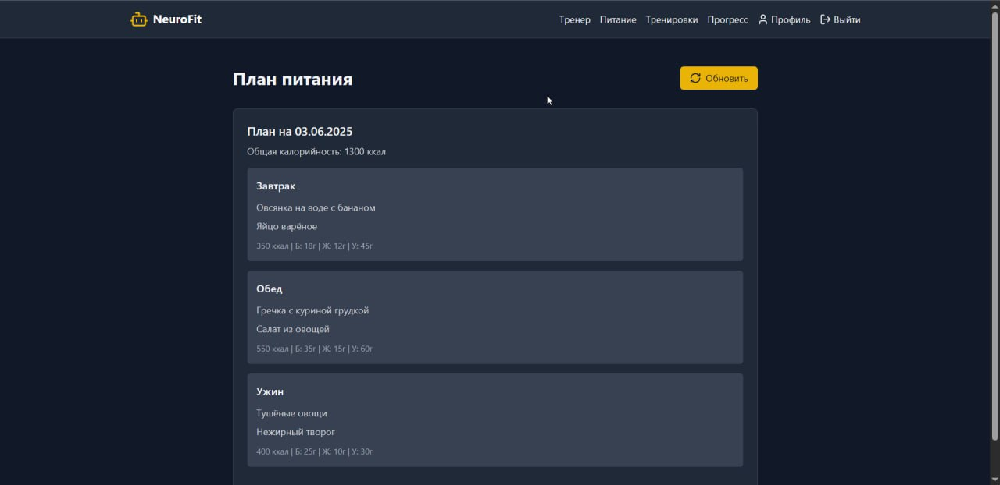 NeuroFit
Тренер Питание Тренировки Прогресс Профиль Выйти
План питания
Обновить
План на 03.06.2025
Общая калорийность: 1300 ккал
Завтрак
Овсянка на воде с бананом
Яйцо варёное
350 ккал | Б: 18г | Ж: 12г | У: 45г
Обед
Гречка с куриной грудкой
Салат из овощей
550 ккал | Б: 35г | Ж: 15г | У: 60г
Ужин
Тушёные овощи
Нежирный творог
400 ккал | Б: 25г | Ж: 10г | У: 30г